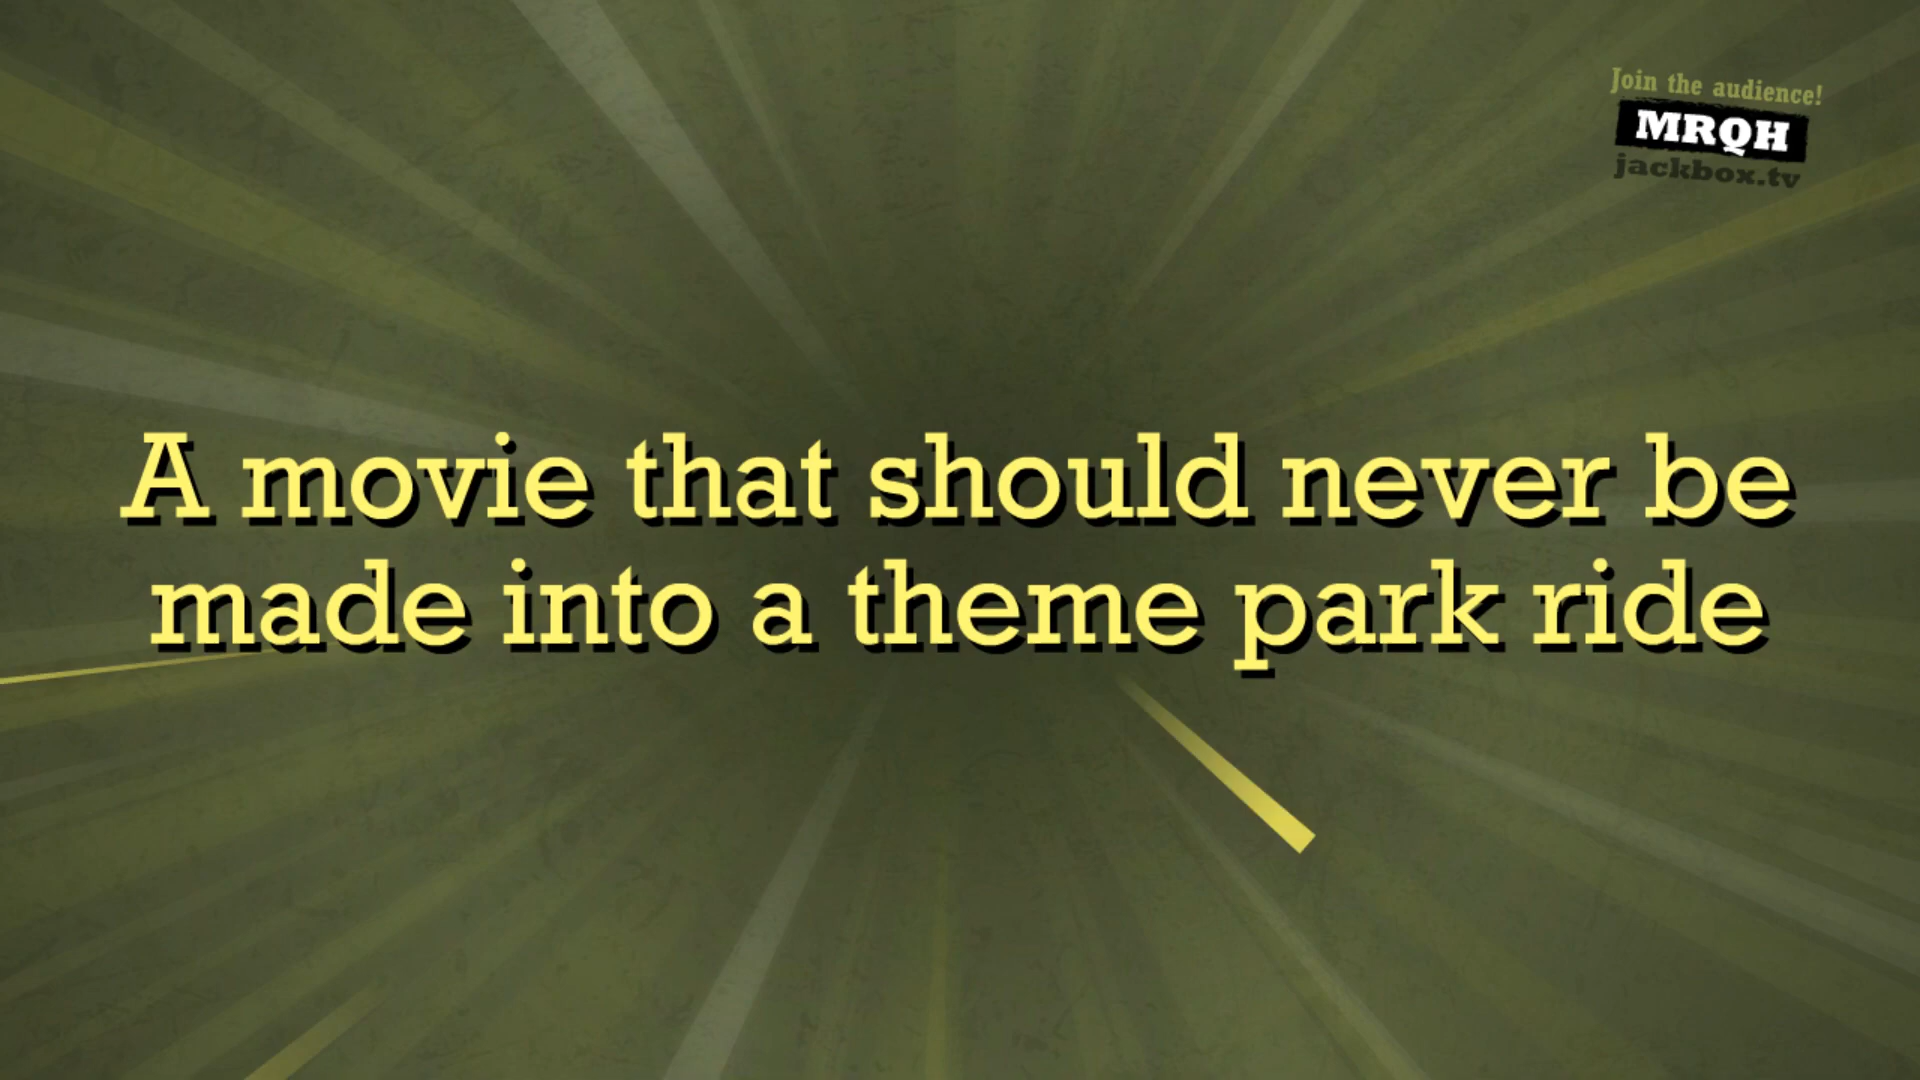 Join the audience!
MRQH
jackbox.tv
A movie that should never be
made into a theme park ride